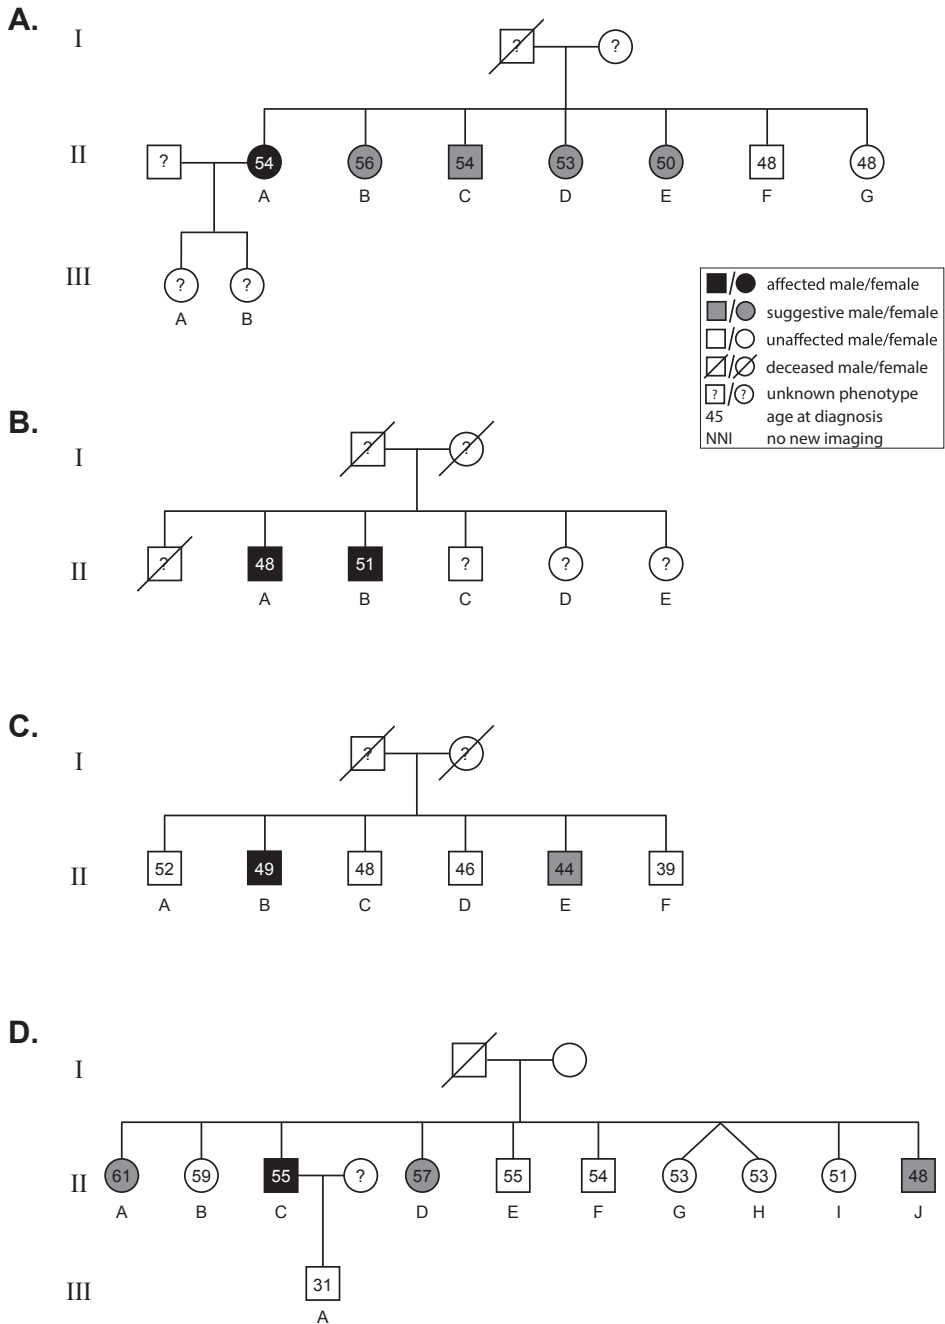 A.
I
? ?
II
? 54 56 54 53 50 48 48
A B C D E F G
III
? ?
A B
affected male/female
suggestive male/female
unaffected male/female
deceased male/female
? / ? unknown phenotype
45 age at diagnosis
NNI no new imaging
B.
I
? ?
II
? 48 51 ? ? ?
A B C D E
C.
I
? ?
II
52 49 48 46 44 39
A B C D E F
D.
I
II
61 59 55 ? 57 55 54 53 53 51 48
A B C D E F G H I J
III
31
A